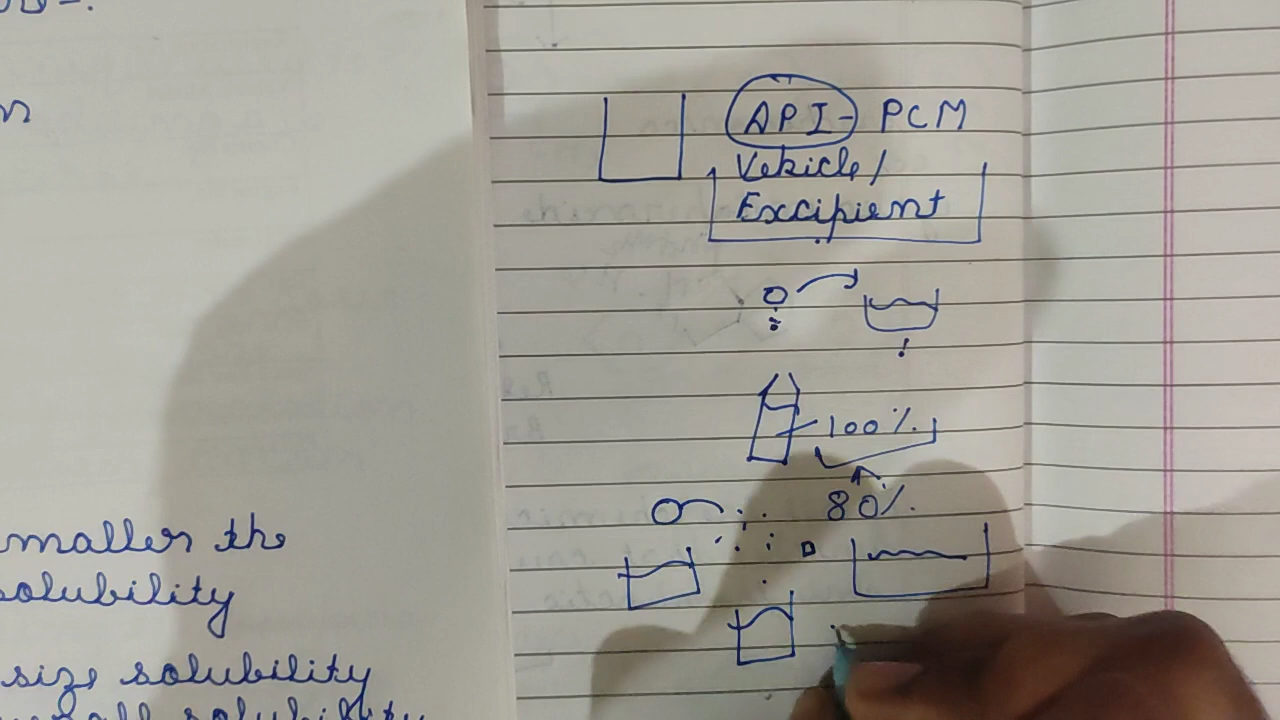 maller the
solubility
size solubility
API- PCM
Vehicle/
Excipient
100%.
80%.